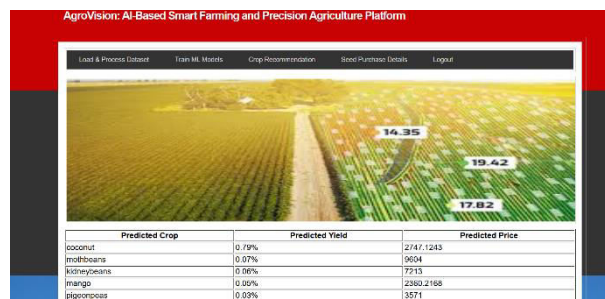 AgroVision: AI-Based Smart Farming and Precision Agriculture Platform
Load & Process Dataset Train ML Models Crop Recommendation Seed Purchase Details Logout
14.35
19.42
17.82
Predicted Crop Predicted Yield Predicted Price
coconut 0.79% 2747.1243
mothbeans 0.07% 9604
kidneybeans 0.06% 7213
mango 0.05% 2360.2168
pigeonpeas 0.03% 3571